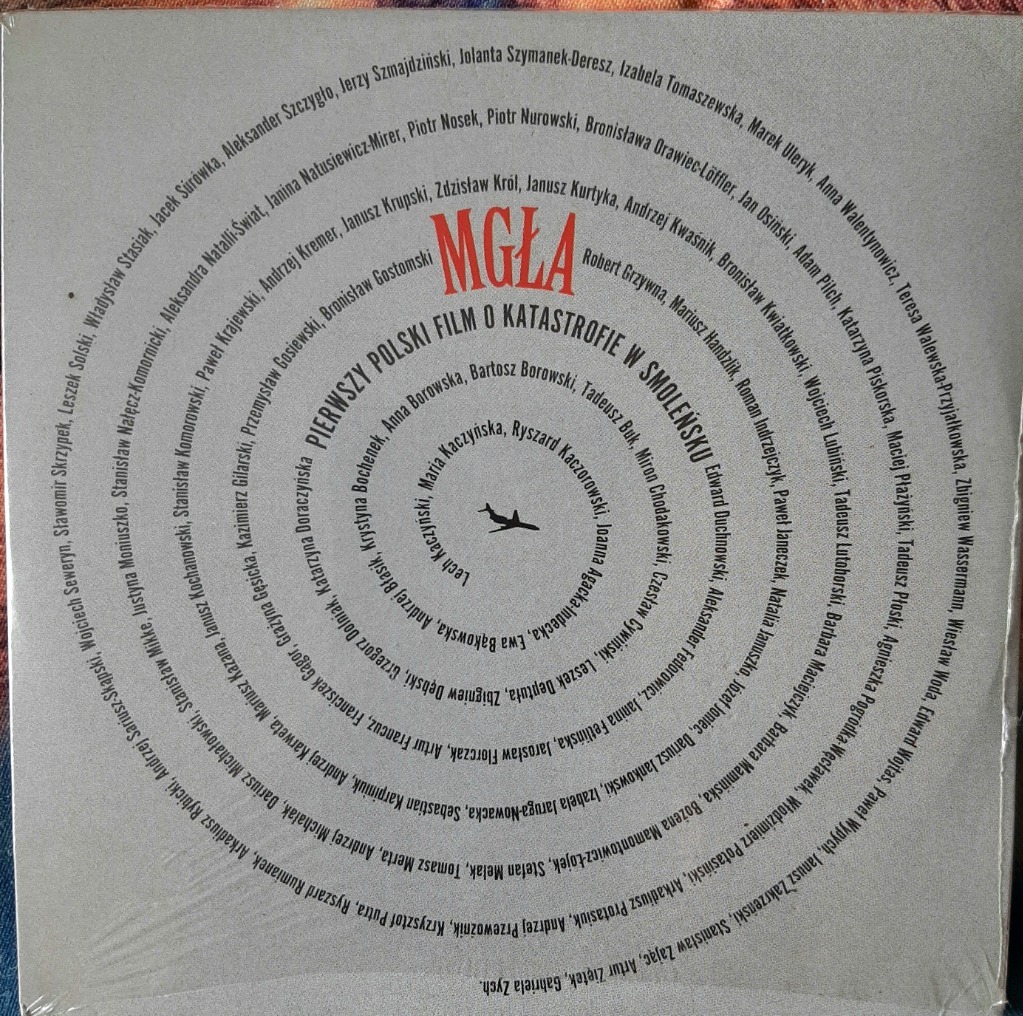 MGŁA
PIERWSZY POLSKI FILM O KATASTROFIE W SMOLEŃSKU
Lech Kaczyński, Maria Kaczyńska, Ryszard Kaczorowski, Joanna Agacka-Indecka, Ewa Bąkowska, Andrzej Błasik, Krystyna Bochenek, Anna Borowska, Bartosz Borowski, Tadeusz Buk, Miron Chodakowski, Czesław Cywiński, Leszek Deptuła, Zbigniew Dębski, Grzegorz Dolniak, Katarzyna Doraczyńska
Edward Duchnowski, Aleksander Fedorowicz, Janina Fetlińska, Jarosław Florczak, Artur Francuz, Franciszek Gągor, Grażyna Gęsicka, Kazimierz Gilarski, Przemysław Gosiewski, Bronisław Gostomski
Robert Grzywna, Mariusz Handzlik, Roman Indrzejczyk, Paweł Janeczek, Natalia Januszko, Józef Joniec, Dariusz Jankowski, Izabela Jaruga-Nowacka, Sebastian Karpiniuk, Andrzej Karweta, Mariusz Kazana, Janusz Kochanowski, Stanisław Komorowski, Paweł Krajewski, Andrzej Kremer, Janusz Krupski, Zdzisław Król, Janusz Kurtyka, Andrzej Kwaśnik, Bronisław Kwiatkowski, Wojciech Lubiński, Tadeusz Lutoborski, Barbara Maciejczyk, Barbara Mamińska, Bożena Mamontowicz-Łojek, Stefan Melak, Tomasz Merta, Andrzej Michalak, Dariusz Michałowski, Stanisław Mikke, Justyna Moniuszko, Stanisław Nałęcz-Komornicki, Aleksandra Natalli-Świat, Janina Natusiewicz-Mirer, Piotr Nosek, Piotr Nurowski, Bronisława Orawiec-Löffler, Jan Osiński, Adam Pilch, Katarzyna Piskorska, Maciej Płażyński, Tadeusz Płoski, Agnieszka Pogródka-Węcławek, Włodzimierz Potasiński, Arkadiusz Protasiuk, Andrzej Przewoźnik, Krzysztof Putra, Ryszard Rumianek, Arkadiusz Rybicki, Andrzej Sariusz-Skąpski, Wojciech Seweryn, Sławomir Skrzypek, Leszek Solski, Władysław Stasiak, Jacek Surówka, Aleksander Szczygło, Jerzy Szmajdziński, Jolanta Szymanek-Deresz, Izabela Tomaszewska, Marek Uleryk, Anna Walentynowicz, Teresa Walewska-Przyjałkowska, Zbigniew Wassermann, Wiesław Woda, Edward Wojtas, Paweł Wypych, Janusz Zakrzeński, Stanisław Zając, Artur Ziętek, Gabriela Zych.